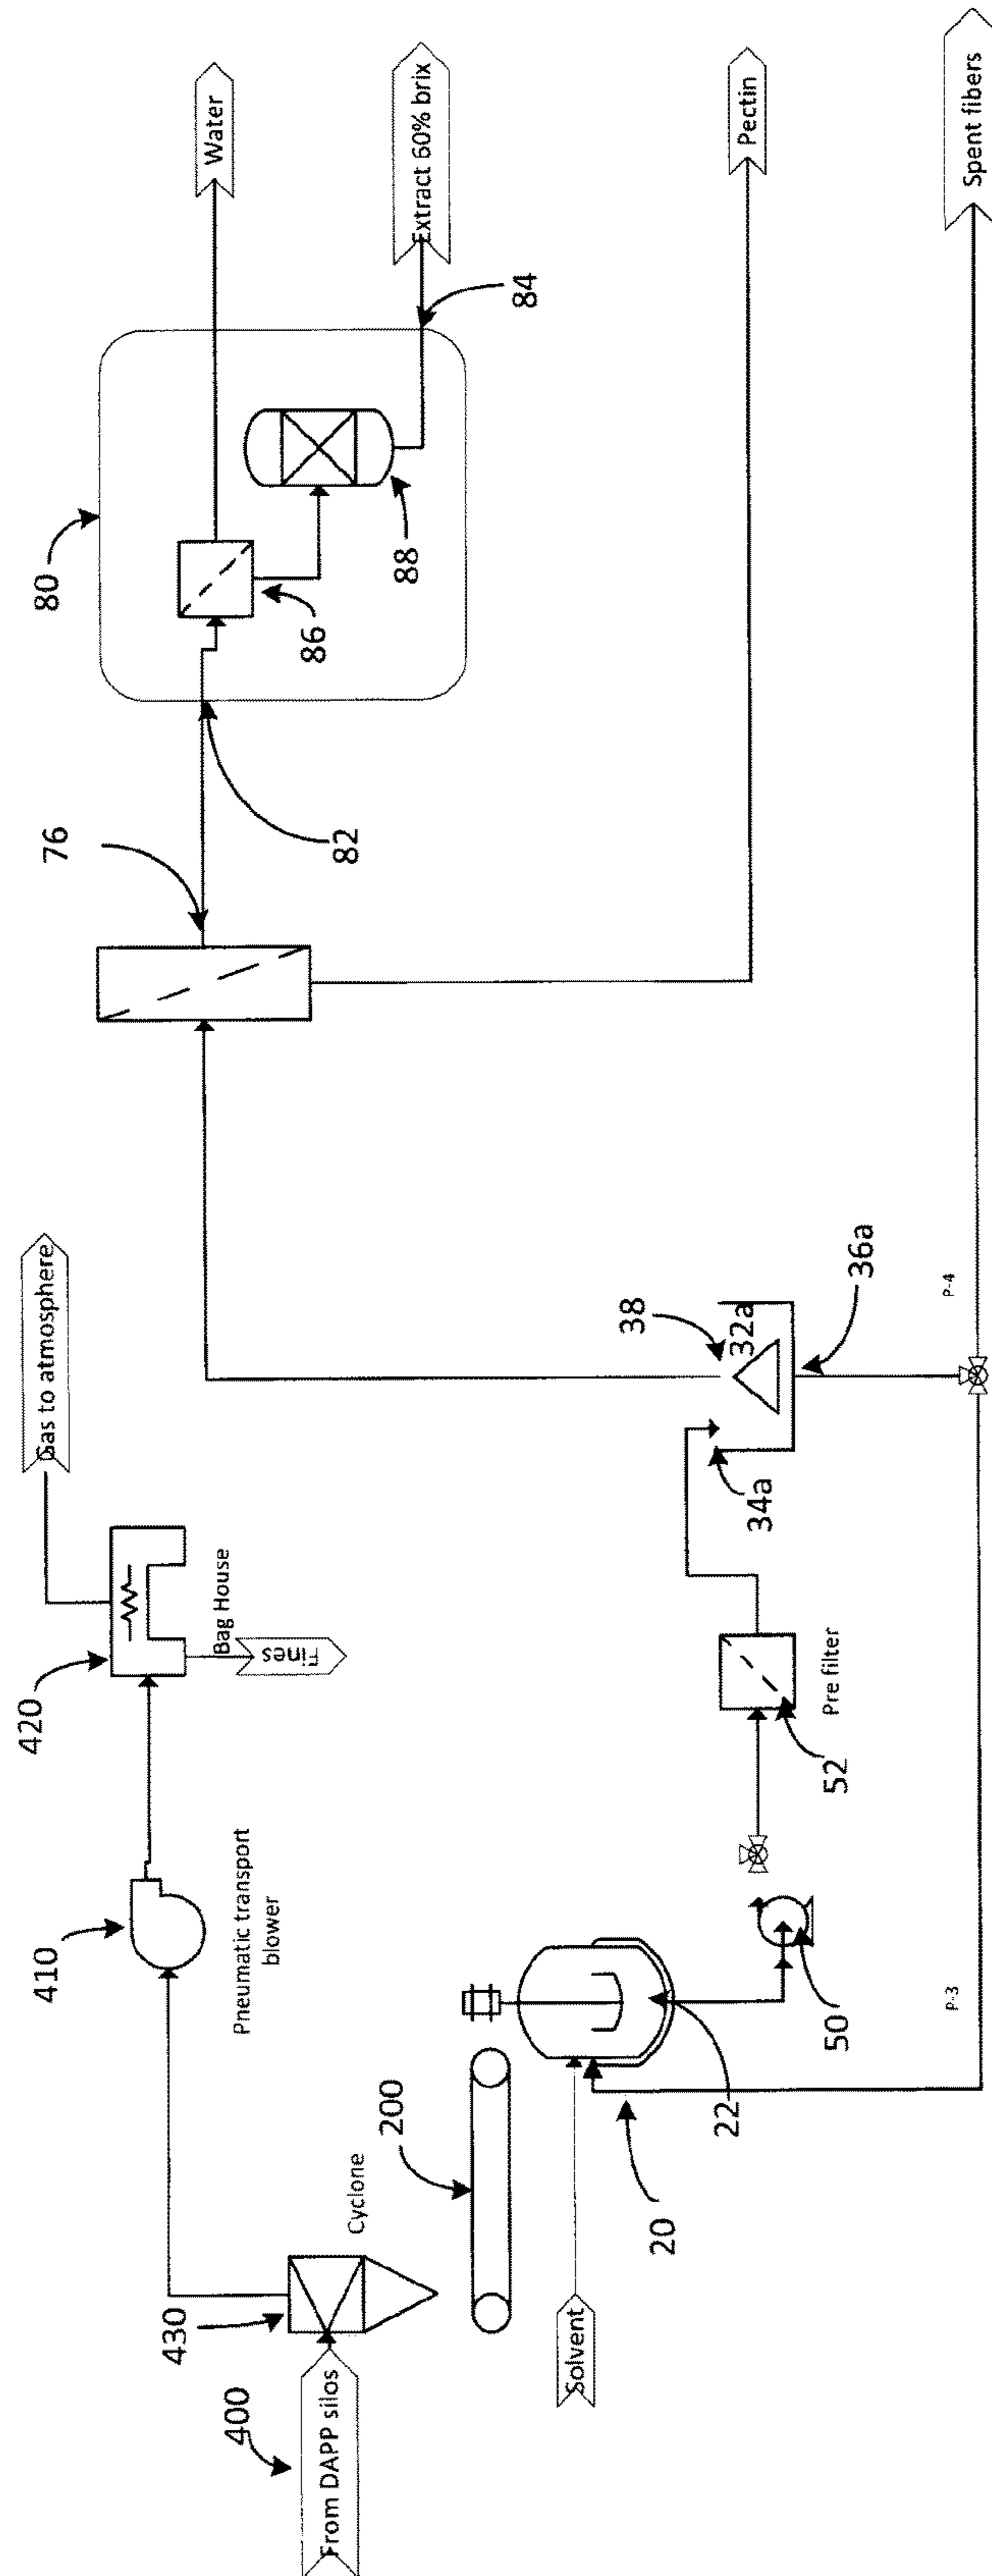 Water
Extract 60% brix
Pectin
Spent fibers
80
84
86
88
76
82
Gas to atmosphere
38
32a
36a
34a
P-4
420
Bag House
Fines
Pre filter
52
410
Pneumatic transport
blower
50
P-3
22
200
20
Cyclone
430
400
From DAPP silos
Solvent